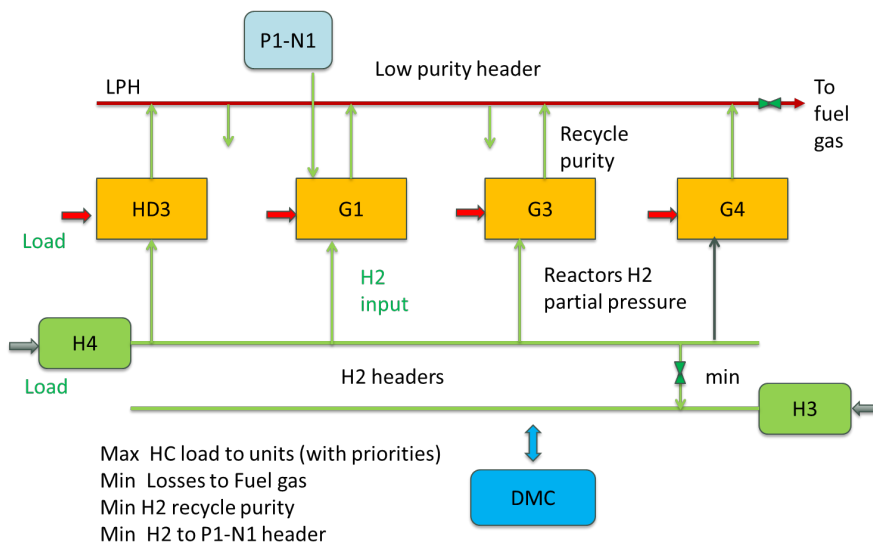 P1-N1
Low purity header
LPH
To
fuel
gas
Recycle
purity
HD3
G1
G3
G4
Load
H2
input
Reactors H2
partial pressure
H4
Load
H2 headers
min
H3
Max  HC load to units (with priorities)
Min  Losses to Fuel gas
Min H2 recycle purity
Min  H2 to P1-N1 header
DMC